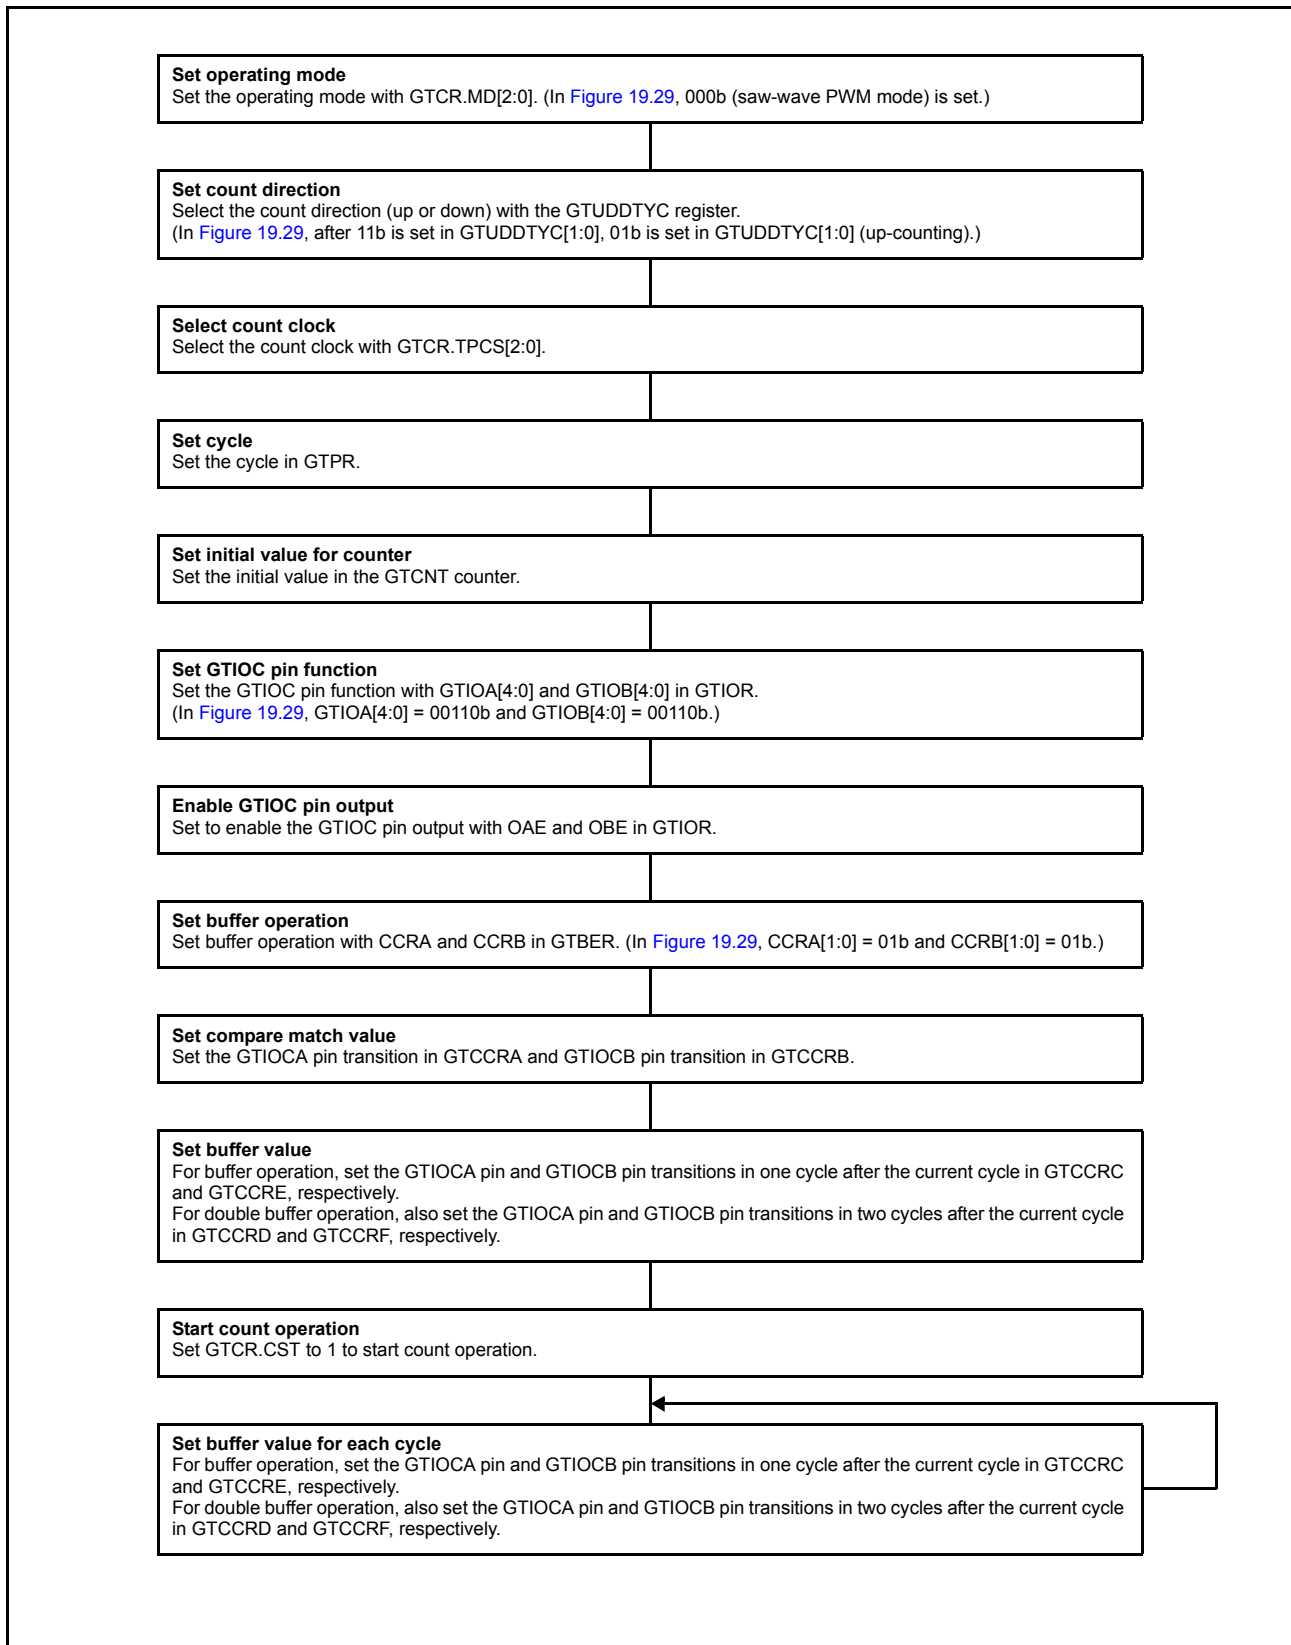 Set operating mode
Set the operating mode with GTCR.MD[2:0]. (In Figure 19.29, 000b (saw-wave PWM mode) is set.)
Set count direction
Select the count direction (up or down) with the GTUDDTYC register.
(In Figure 19.29, after 11b is set in GTUDDTYC[1:0], 01b is set in GTUDDTYC[1:0] (up-counting).)
Select count clock
Select the count clock with GTCR.TPCS[2:0].
Set cycle
Set the cycle in GTPR.
Set initial value for counter
Set the initial value in the GTCNT counter.
Set GTIOC pin function
Set the GTIOC pin function with GTIOA[4:0] and GTIOB[4:0] in GTIOR.
(In Figure 19.29, GTIOA[4:0] = 00110b and GTIOB[4:0] = 00110b.)
Enable GTIOC pin output
Set to enable the GTIOC pin output with OAE and OBE in GTIOR.
Set buffer operation
Set buffer operation with CCRA and CCRB in GTBER. (In Figure 19.29, CCRA[1:0] = 01b and CCRB[1:0] = 01b.)
Set compare match value
Set the GTIOCA pin transition in GTCCRA and GTIOCB pin transition in GTCCRB.
Set buffer value
For buffer operation, set the GTIOCA pin and GTIOCB pin transitions in one cycle after the current cycle in GTCCRC
and GTCCRE, respectively.
For double buffer operation, also set the GTIOCA pin and GTIOCB pin transitions in two cycles after the current cycle
in GTCCRD and GTCCRF, respectively.
Start count operation
Set GTCR.CST to 1 to start count operation.
Set buffer value for each cycle
For buffer operation, set the GTIOCA pin and GTIOCB pin transitions in one cycle after the current cycle in GTCCRC
and GTCCRE, respectively.
For double buffer operation, also set the GTIOCA pin and GTIOCB pin transitions in two cycles after the current cycle
in GTCCRD and GTCCRF, respectively.